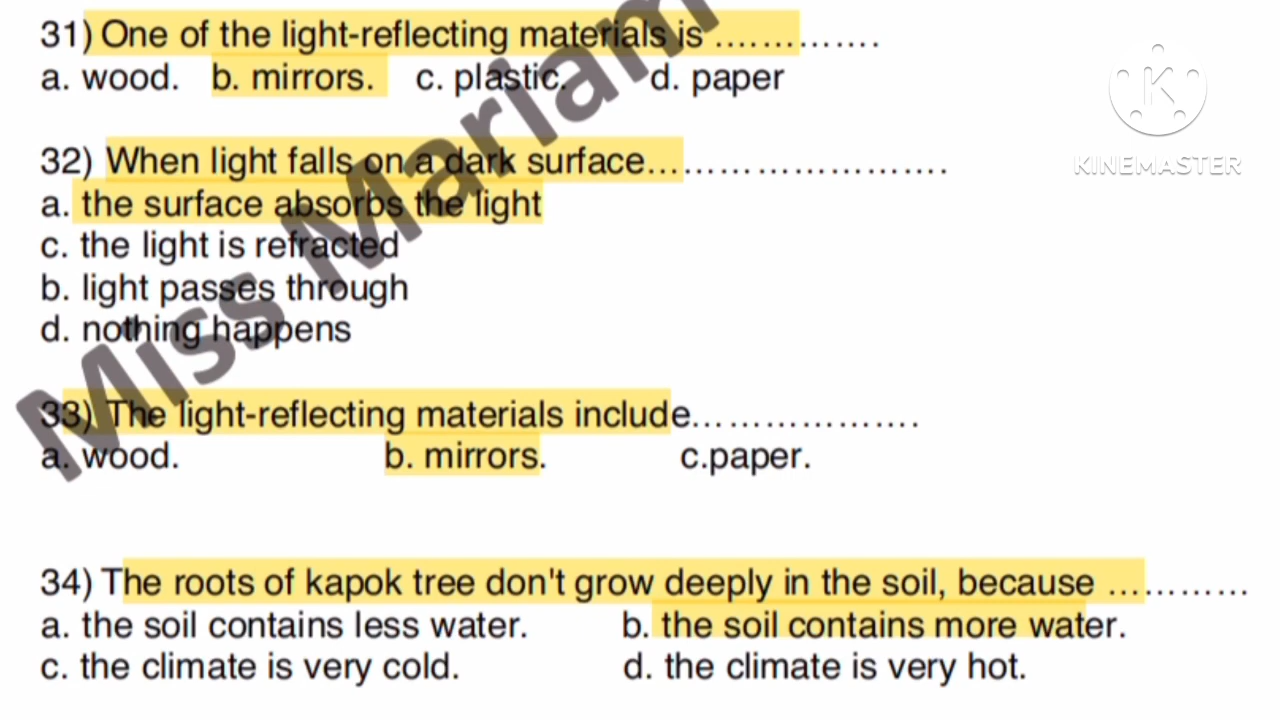 31) One of the light-reflecting materials is ..............
a. wood. b. mirrors. c. plastic. d. paper
KINEMASTER
32) When light falls on a dark surface........................
a. the surface absorbs the light
c. the light is refracted
b. light passes through
d. nothing happens
Miss Mariam
33) The light-reflecting materials include...................
a. wood. b. mirrors. c.paper.
34) The roots of kapok tree don't grow deeply in the soil, because ............
a. the soil contains less water. b. the soil contains more water.
c. the climate is very cold. d. the climate is very hot.